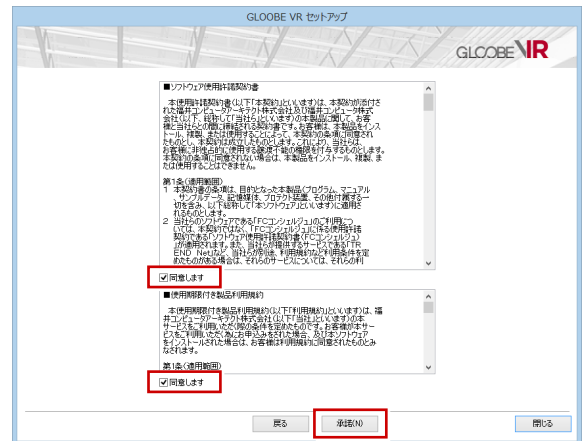 GLOOBE VR セットアップ
GLOOBE VR
■ソフトウェア使用許諾契約書
本使用許諾契約書(以下「本契約」といいます)は、本契約が添付さ
れた福井コンピュータアーキテクト株式会社及び福井コンピュータ株式
会社(以下、総称して「当社ら」といいます)の本製品に関して、お客
様と当社らとの間に締結される契約書です。お客様は、本製品をインス
トール、複製、または使用することによって、本契約の条項に同意され
たものとし、本契約は成立したものとします。これにより、当社らは、
お客様に非独占的に使用する譲渡不能の権限を付与するものとします。
本契約の条項に同意されない場合は、本製品をインストール、複製、ま
たは使用することはできません。
第1条(適用範囲)
1 本契約書の条項は、目的となった本製品(プログラム、マニュアル
、サンプルデータ、記憶媒体、プロテクト装置、その他付属する一
切を含み、以下総称して「本ソフトウェア」といいます)に適用さ
れるものとします。
2 当社らのソフトウェアである「FCコンシェルジュ」のご利用につ
いては、本契約ではなく、「FCコンシェルジュ」に係る使用許諾
契約である「ソフトウェア使用許諾契約書(FCコンシェルジュ)
」が適用されます。また、当社らが提供するサービスである「TR
END Net」など、当社らが別途、利用規約など利用条件を定
めたものがある場合は、それらのサービスについては、それらの利
同意します
■使用期限付き製品利用規約
本使用期限付き製品利用規約(以下「利用規約」といいます)は、福
井コンピュータアーキテクト株式会社(以下「当社」といいます)の本
サービスをご利用いただく際の条件を定めたものです。お客様が本サー
ビスをご利用いただく為にお申込みをされた場合、及び本ソフトウェア
をインストールされた場合は、お客様は利用規約に同意されたものとみ
なされます。
第1条(適用範囲)
同意します
戻る
承諾(N)
閉じる